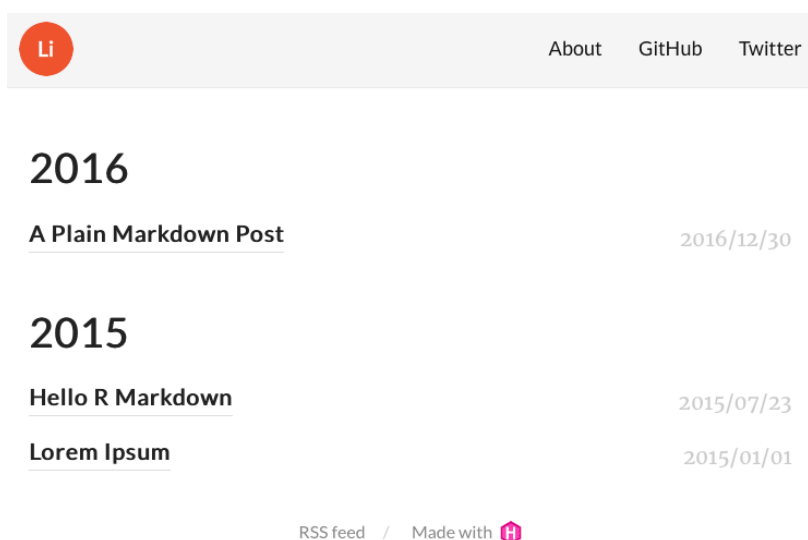 Li About GitHub Twitter
2016
A Plain Markdown Post 2016/12/30
2015
Hello R Markdown 2015/07/23
Lorem Ipsum 2015/01/01
RSS feed / Made with H